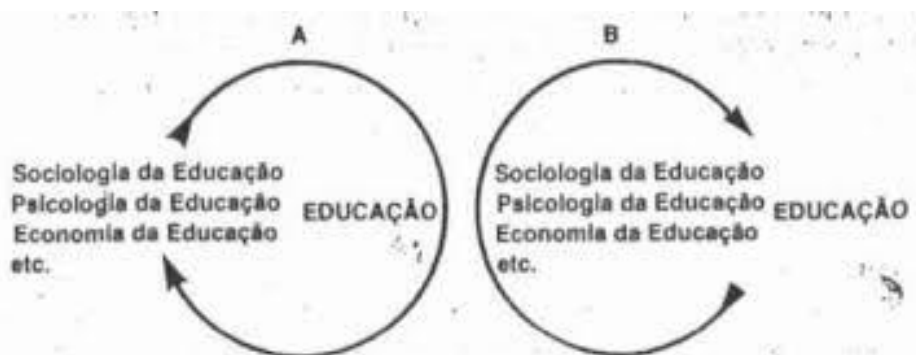 A
Sociologia da Educação
Psicologia da Educação
Economia da Educação
etc.
EDUCAÇÃO
B
Sociologia da Educação
Psicologia da Educação
Economia da Educação
etc.
EDUCAÇÃO